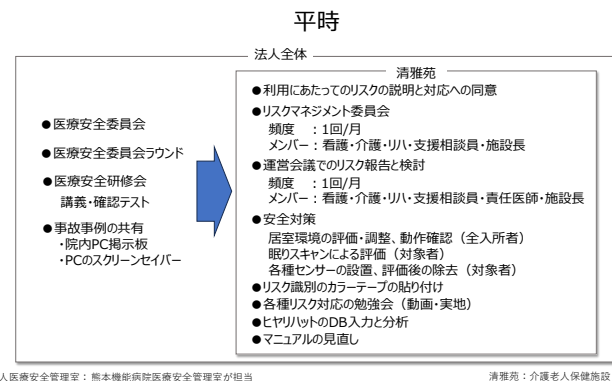 平時
法人全体
清雅苑
●医療安全委員会
●医療安全委員会ラウンド
●医療安全研修会
講義・確認テスト
●事故事例の共有
・院内PC掲示板
・PCのスクリーンセイバー
●利用にあたってのリスクの説明と対応への同意
●リスクマネジメント委員会
頻度　：1回/月
メンバー：看護・介護・リハ・支援相談員・施設長
●運営会議でのリスク報告と検討
頻度　：1回/月
メンバー：看護・介護・リハ・支援相談員・責任医師・施設長
●安全対策
居室環境の評価・調整、動作確認（全入所者）
眠りスキャンによる評価（対象者）
各種センサーの設置、評価後の除去（対象者）
●リスク識別のカラーテープの貼り付け
●各種リスク対応の勉強会（動画・実地）
●ヒヤリハットのDB入力と分析
●マニュアルの見直し
人医療安全管理室：熊本機能病院医療安全管理室が担当
清雅苑：介護老人保健施設